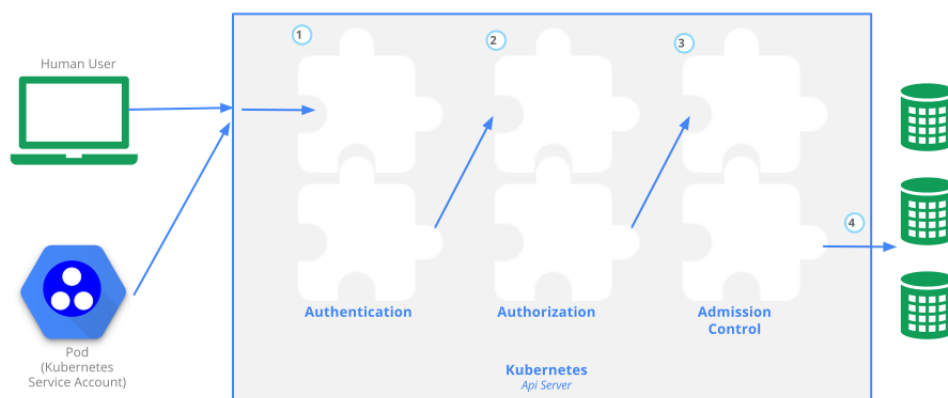 Human User
1
2
3
4
Authentication
Authorization
Admission
Control
Pod
(Kubernetes
Service Account)
Kubernetes
Api Server